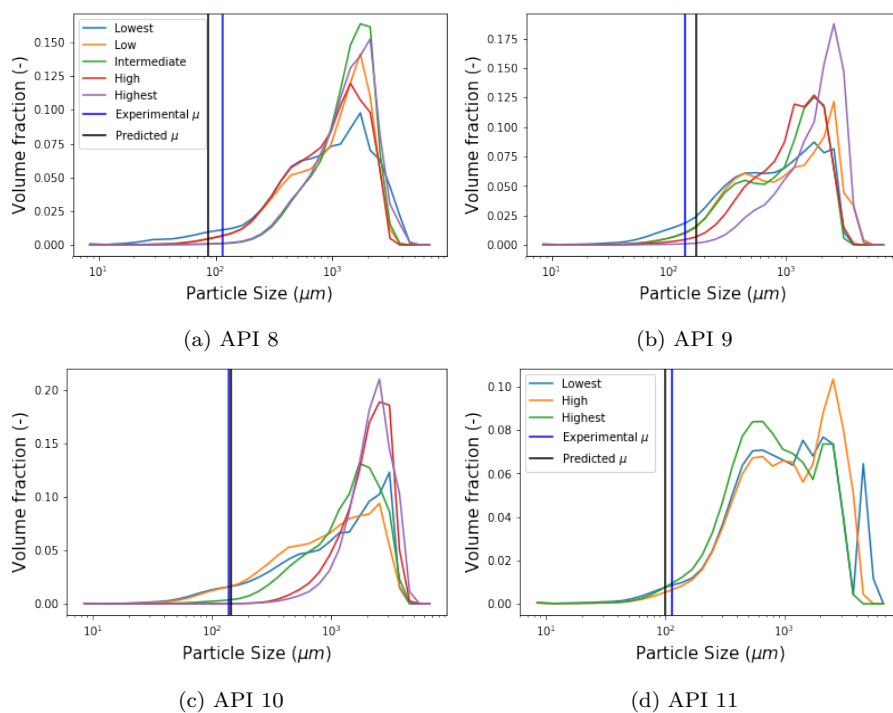 Lowest
Low
Intermediate
High
Highest
Experimental μ
Predicted μ
Volume fraction (-)
0.150
0.125
0.100
0.075
0.050
0.025
0.000
10¹ 10² 10³
Particle Size (μm)
(a) API 8
Volume fraction (-)
0.175
0.150
0.125
0.100
0.075
0.050
0.025
0.000
10¹ 10² 10³
Particle Size (μm)
(b) API 9
Volume fraction (-)
0.20
0.15
0.10
0.05
0.00
10¹ 10² 10³
Particle Size (μm)
(c) API 10
Lowest
High
Highest
Experimental μ
Predicted μ
Volume fraction (-)
0.10
0.08
0.06
0.04
0.02
0.00
10¹ 10² 10³
Particle Size (μm)
(d) API 11